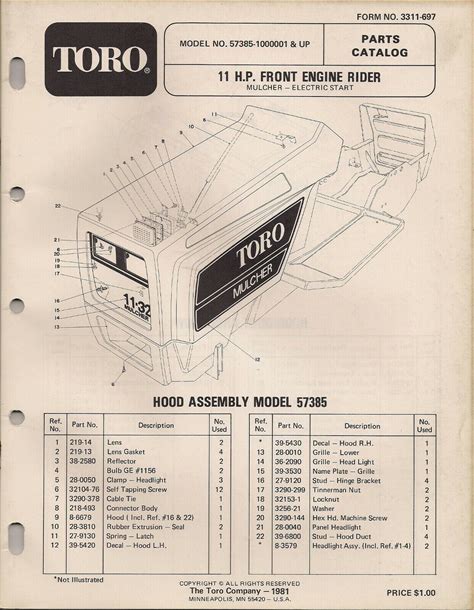 FORM NO. 3311-697
TORO®
MODEL NO. 57385-1000001 & UP
PARTS
CATALOG
11 H.P. FRONT ENGINE RIDER
MULCHER – ELECTRIC START
TORO
MULCHER
11·32
MULCHER
HOOD ASSEMBLY MODEL 57385
Ref. No. Part No. Description No. Used
1 219-14 Lens 2
2 219-13 Lens Gasket 4
3 38-2580 Reflector 2
4 Bulb GE #1156 2
5 28-0050 Clamp – Headlight 4
6 32104-76 Self Tapping Screw 12
7 3290-378 Cable Tie 1
8 218-493 Connector Body 1
9 8-6679 Hood ( Incl. Ref. #16 & 22) 1
10 28-3810 Rubber Extrusion – Seal 2
11 27-9130 Spring – Latch 1
12 39-5420 Decal – Hood L.H. 1
Ref. No. Part No. Description No. Used
* 39-5430 Decal – Hood R.H. 1
13 28-0010 Grille – Lower 1
14 36-2090 Grille – Head Light 1
15 39-3530 Name Plate – Grille 1
16 27-9120 Stud – Hinge Bracket 4
17 3290-299 Tinnerman Nut 2
18 32153-1 Locknut 2
19 3256-21 Washer 2
20 3290-144 Hex Hd. Machine Screw 2
21 28-0040 Panel Headlight 1
22 39-6800 Stud – Hood Duct 4
* 8-3579 Headlight Assy. (Incl. Ref. #1-4) 2
*Not Illustrated
COPYRIGHT © ALL RIGHTS RESERVED
The Toro Company – 1981
MINNEAPOLIS, MN 55420 – U.S.A.
PRICE $1.00